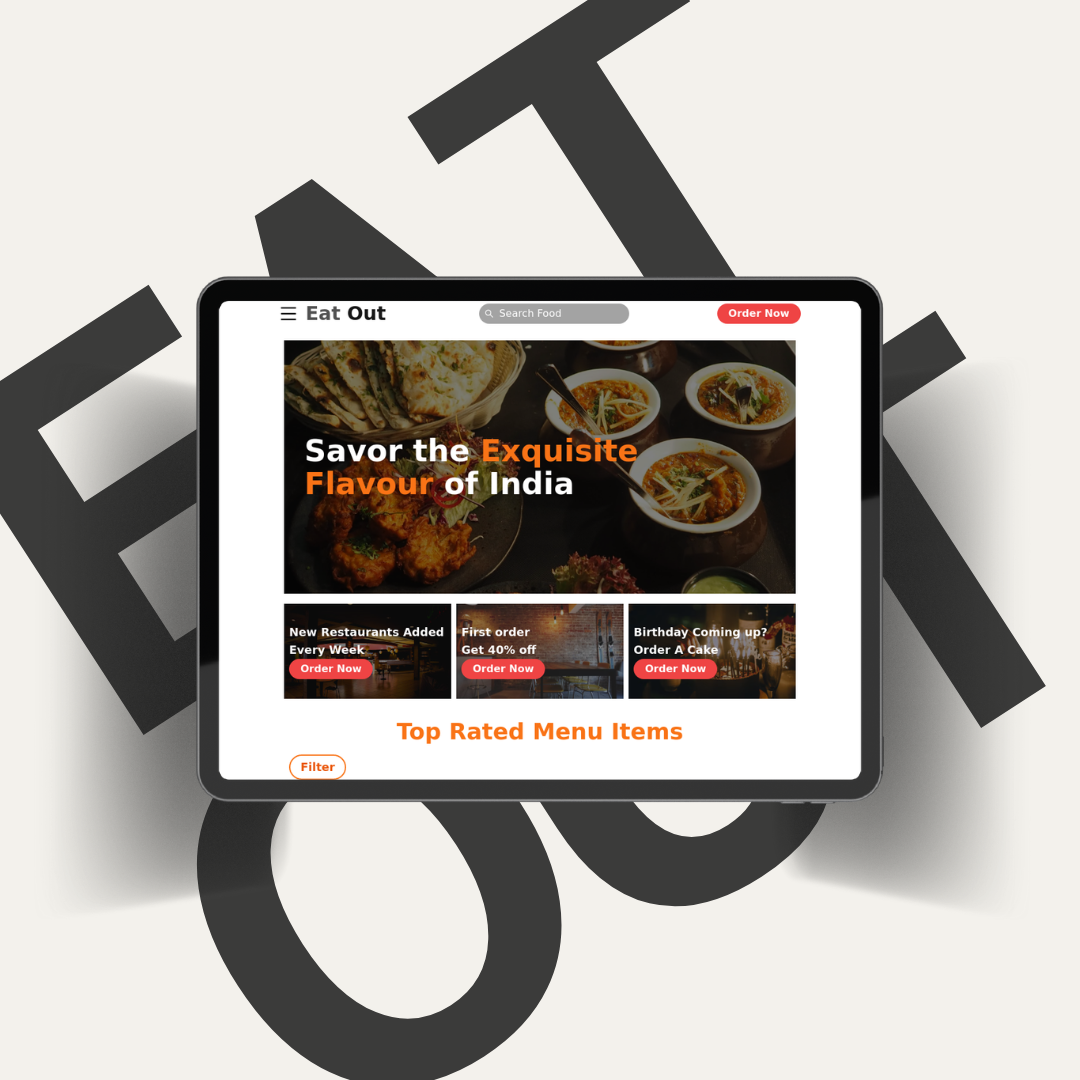 EAT
OUT
Eat Out
Search Food
Order Now
Savor the Exquisite
Flavour of India
New Restaurants Added
Every Week
Order Now
First order
Get 40% off
Order Now
Birthday Coming up?
Order A Cake
Order Now
Top Rated Menu Items
Filter